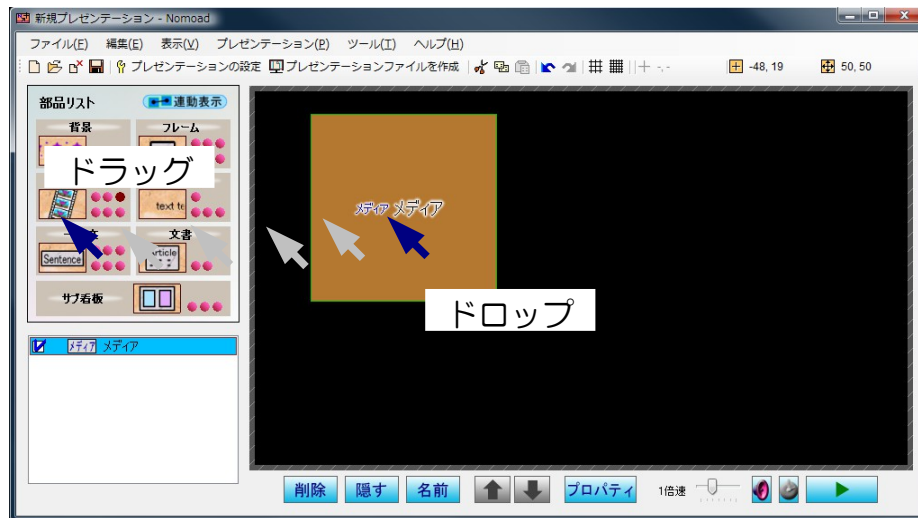 新規プレゼンテーション - Nomoad
ファイル(F) 編集(E) 表示(V) プレゼンテーション(P) ツール(T) ヘルプ(H)
プレゼンテーションの設定 プレゼンテーションファイルを作成 -,- -48, 19 50, 50
部品リスト 連動表示
背景 フレーム
ドラッグ
text te
文書
Sentence
サブ看板
メディア メディア
ドロップ
メディア メディア
削除 隠す 名前 プロパティ 1倍速